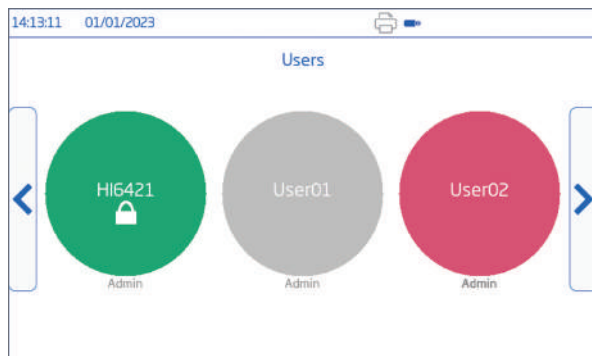 14:13:11 01/01/2023
Users
HI6421 User01 User02
Admin Admin Admin